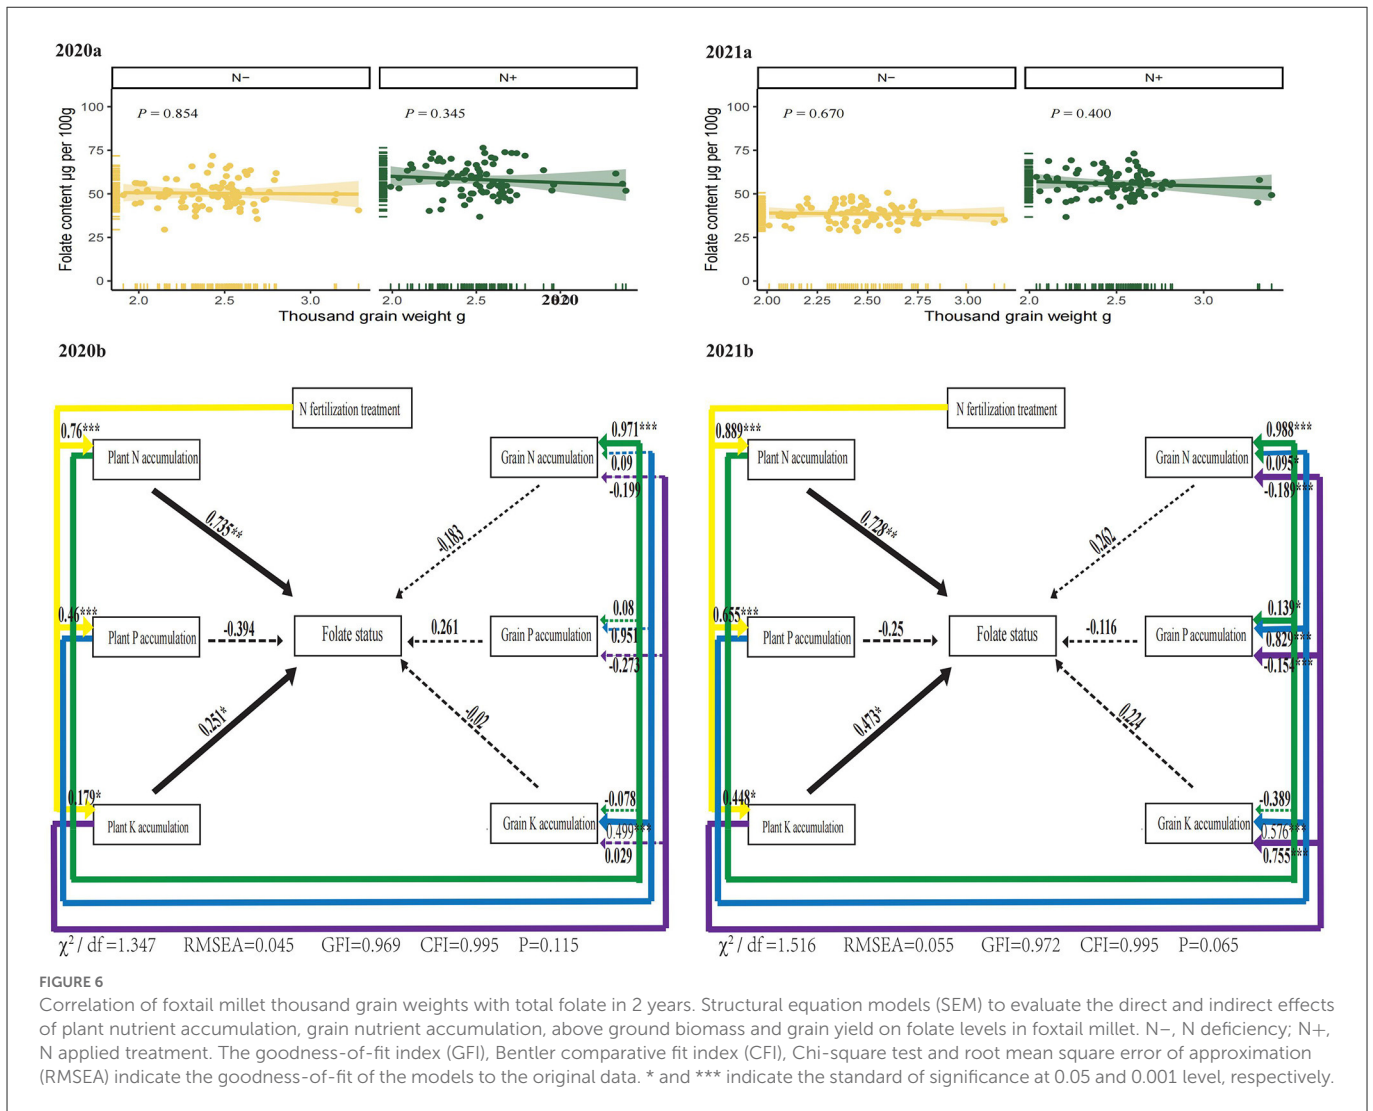 2020a
N−
N+
P = 0.854
P = 0.345
Folate content µg per 100g
100
75
50
25
0
2.0
2.5
3.0
2.0
2.5
2020
Thousand grain weight g
2021a
N−
N+
P = 0.670
P = 0.400
Folate content µg per 100g
100
75
50
25
0
2.00
2.25
2.50
2.75
3.00
2.0
2.5
3.0
Thousand grain weight g
2020b
N fertilization treatment
0.76***
Plant N accumulation
0.971***
Grain N accumulation
0.09
-0.199
0.735**
-0.183
0.46***
Plant P accumulation
-0.394
Folate status
0.261
Grain P accumulation
0.08
0.951
-0.273
0.251*
-0.02
0.179*
Plant K accumulation
Grain K accumulation
-0.078
0.499***
0.029
χ2 / df =1.347 RMSEA=0.045 GFI=0.969 CFI=0.995 P=0.115
2021b
N fertilization treatment
0.889***
Plant N accumulation
0.988***
Grain N accumulation
0.095*
-0.189***
0.728**
0.262
0.655***
Plant P accumulation
-0.25
Folate status
-0.116
Grain P accumulation
0.139*
0.829***
-0.154***
0.473*
0.224
0.448*
Plant K accumulation
Grain K accumulation
-0.389
0.576***
0.755***
χ2 / df =1.516 RMSEA=0.055 GFI=0.972 CFI=0.995 P=0.065
FIGURE 6
Correlation of foxtail millet thousand grain weights with total folate in 2 years. Structural equation models (SEM) to evaluate the direct and indirect effects
of plant nutrient accumulation, grain nutrient accumulation, above ground biomass and grain yield on folate levels in foxtail millet. N−, N deficiency; N+,
N applied treatment. The goodness-of-fit index (GFI), Bentler comparative fit index (CFI), Chi-square test and root mean square error of approximation
(RMSEA) indicate the goodness-of-fit of the models to the original data. * and *** indicate the standard of significance at 0.05 and 0.001 level, respectively.